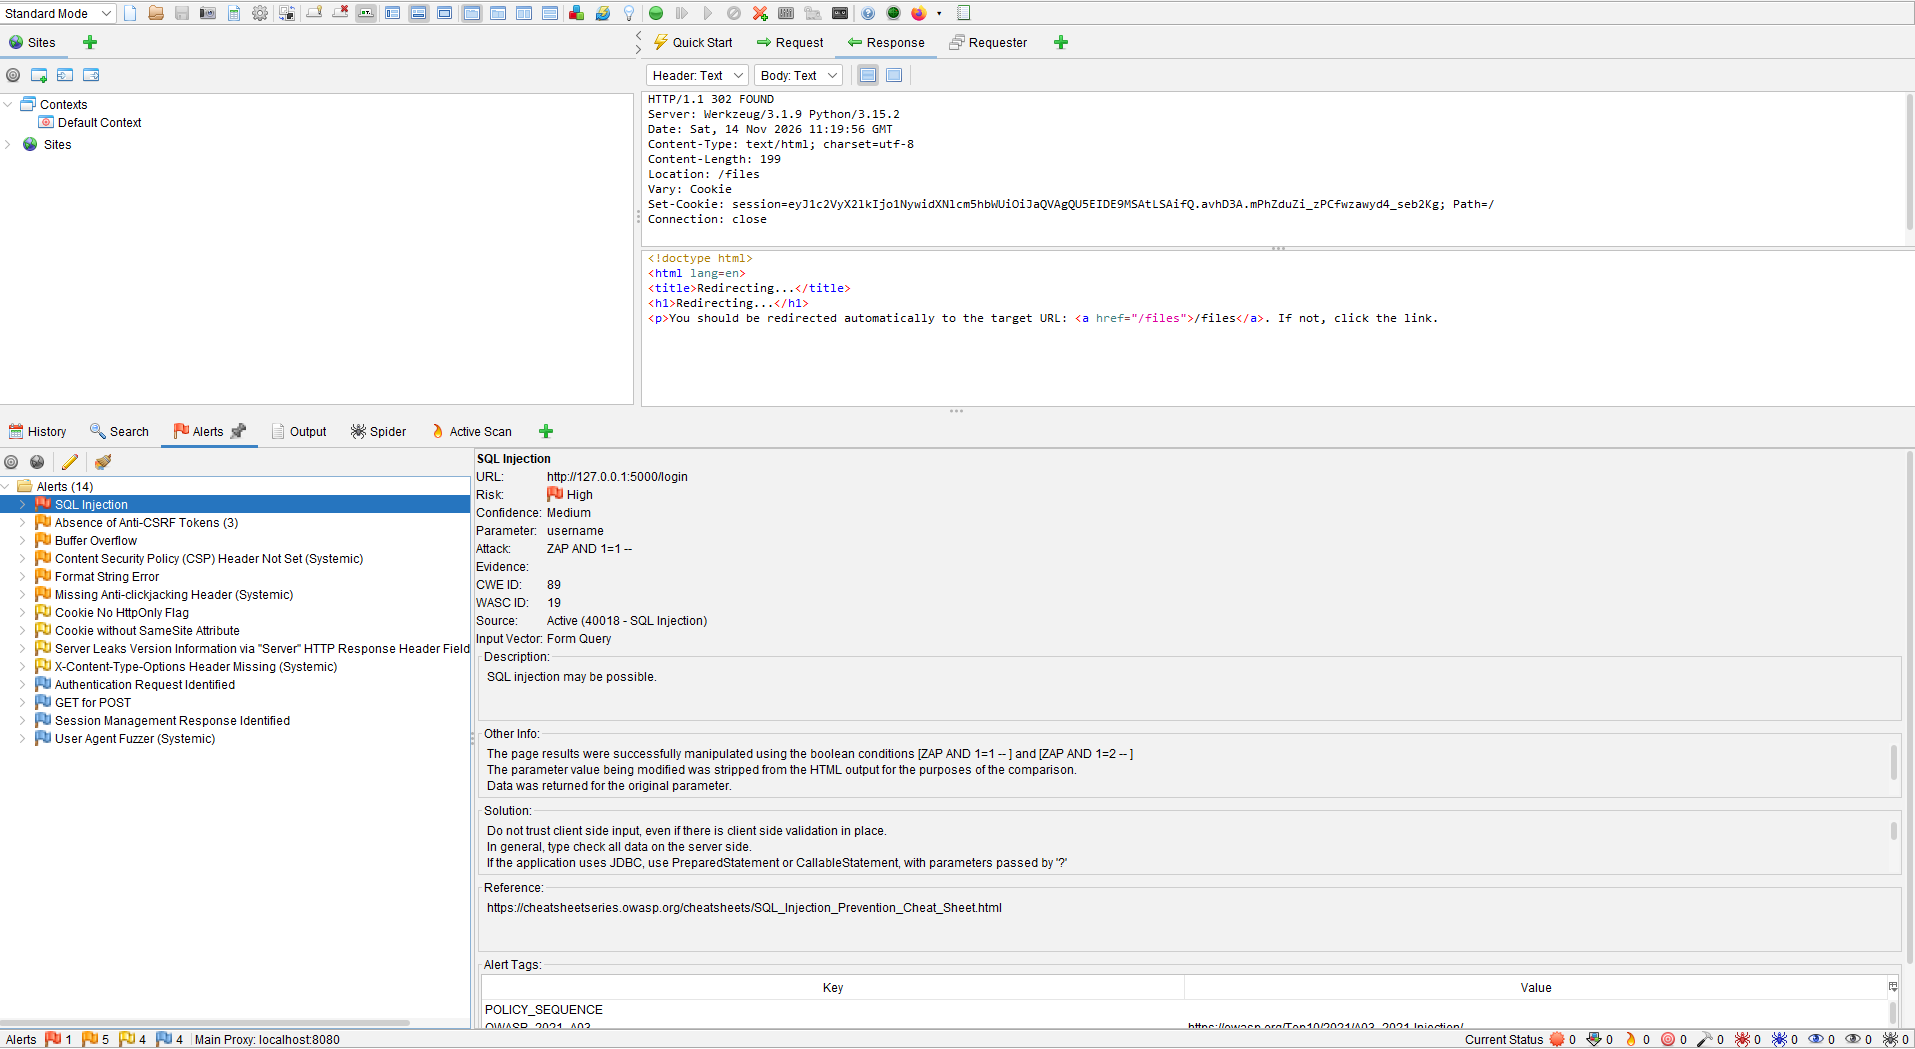 Standard Mode
Sites
Quick Start
Request
Response
Requester
Header: Text
Body: Text
Contexts
Default Context
Sites
HTTP/1.1 302 FOUND
Server: Werkzeug/3.1.9 Python/3.15.2
Date: Sat, 14 Nov 2026 11:19:56 GMT
Content-Type: text/html; charset=utf-8
Content-Length: 199
Location: /files
Vary: Cookie
Set-Cookie: session=eyJ1c2VyX2lkIjo1NywidXNlcm5hbWUiOiJaQVAgQU5EIDE9MSAtLSAifQ.avhD3A.mPhZduZi_zPCfwzawyd4_seb2Kg; Path=/
Connection: close
<!doctype html>
<html lang=en>
<title>Redirecting...</title>
<h1>Redirecting...</h1>
<p>You should be redirected automatically to the target URL: <a href="/files">/files</a>. If not, click the link.
History
Search
Alerts
Output
Spider
Active Scan
Alerts (14)
SQL Injection
Absence of Anti-CSRF Tokens (3)
Buffer Overflow
Content Security Policy (CSP) Header Not Set (Systemic)
Format String Error
Missing Anti-clickjacking Header (Systemic)
Cookie No HttpOnly Flag
Cookie without SameSite Attribute
Server Leaks Version Information via "Server" HTTP Response Header Field
X-Content-Type-Options Header Missing (Systemic)
Authentication Request Identified
GET for POST
Session Management Response Identified
User Agent Fuzzer (Systemic)
SQL Injection
URL: http://127.0.0.1:5000/login
Risk: High
Confidence: Medium
Parameter: username
Attack: ZAP AND 1=1 --
Evidence:
CWE ID: 89
WASC ID: 19
Source: Active (40018 - SQL Injection)
Input Vector: Form Query
Description:
SQL injection may be possible.
Other Info:
The page results were successfully manipulated using the boolean conditions [ZAP AND 1=1 -- ] and [ZAP AND 1=2 -- ]
The parameter value being modified was stripped from the HTML output for the purposes of the comparison.
Data was returned for the original parameter.
Solution:
Do not trust client side input, even if there is client side validation in place.
In general, type check all data on the server side.
If the application uses JDBC, use PreparedStatement or CallableStatement, with parameters passed by '?'
Reference:
https://cheatsheetseries.owasp.org/cheatsheets/SQL_Injection_Prevention_Cheat_Sheet.html
Alert Tags:
Key Value
POLICY_SEQUENCE
OWASP_2021_A03 https://owasp.org/Top10/2021/A03_2021-Injection/
Alerts 1 5 4 4 Main Proxy: localhost:8080
Current Status 0 0 0 0 0 0 0 0 0 0